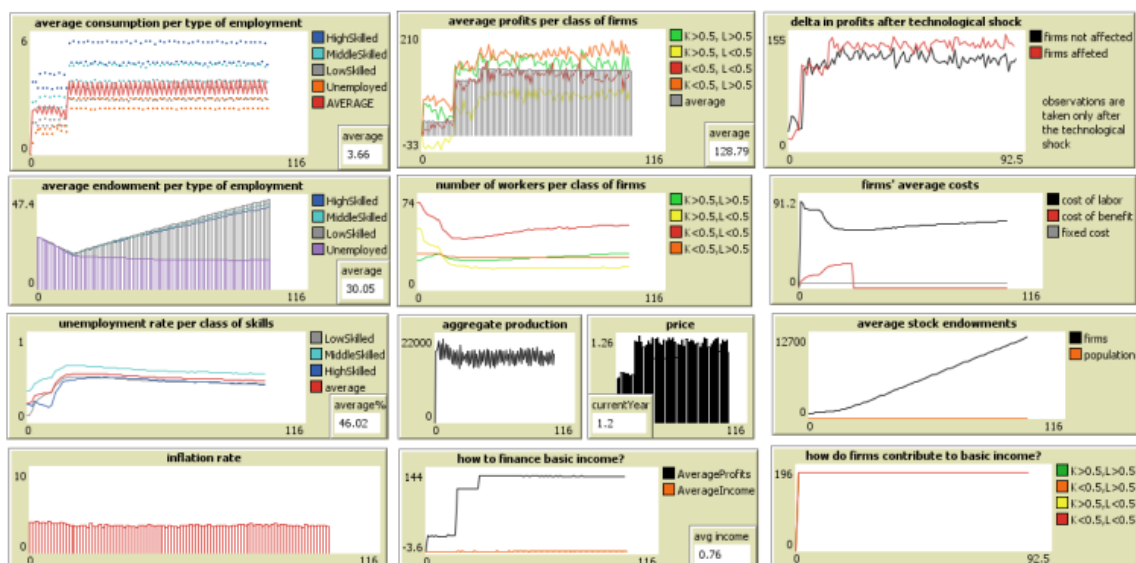 average consumption per type of employment
6
0
0
116
HighSkilled
MiddleSkilled
LowSkilled
Unemployed
AVERAGE
average
3.66
average profits per class of firms
210
-33
0
116
K>0.5, L>0.5
K>0.5, L<0.5
K<0.5, L<0.5
K<0.5, L>0.5
average
average
128.79
delta in profits after technological shock
155
0
0
92.5
firms not affected
firms affeted
observations are
taken only after
the technological
shock
average endowment per type of employment
47.4
0
0
116
HighSkilled
MiddleSkilled
LowSkilled
Unemployed
average
30.05
number of workers per class of firms
74
0
0
116
K>0.5,L>0.5
K>0.5,L<0.5
K<0.5,L<0.5
K<0.5,L>0.5
firms' average costs
91.2
0
0
116
cost of labor
cost of benefit
fixed cost
unemployment rate per class of skills
1
0
0
116
LowSkilled
MiddleSkilled
HighSkilled
average
average%
46.02
aggregate production
22000
0
0
116
price
1.26
0
116
currentYear
1.2
average stock endowments
12700
0
0
116
firms
population
inflation rate
10
0
0
116
how to finance basic income?
144
-3.6
0
116
AverageProfits
AverageIncome
avg income
0.76
how do firms contribute to basic income?
196
0
0
92.5
K>0.5,L>0.5
K<0.5,L>0.5
K>0.5,L<0.5
K<0.5,L<0.5